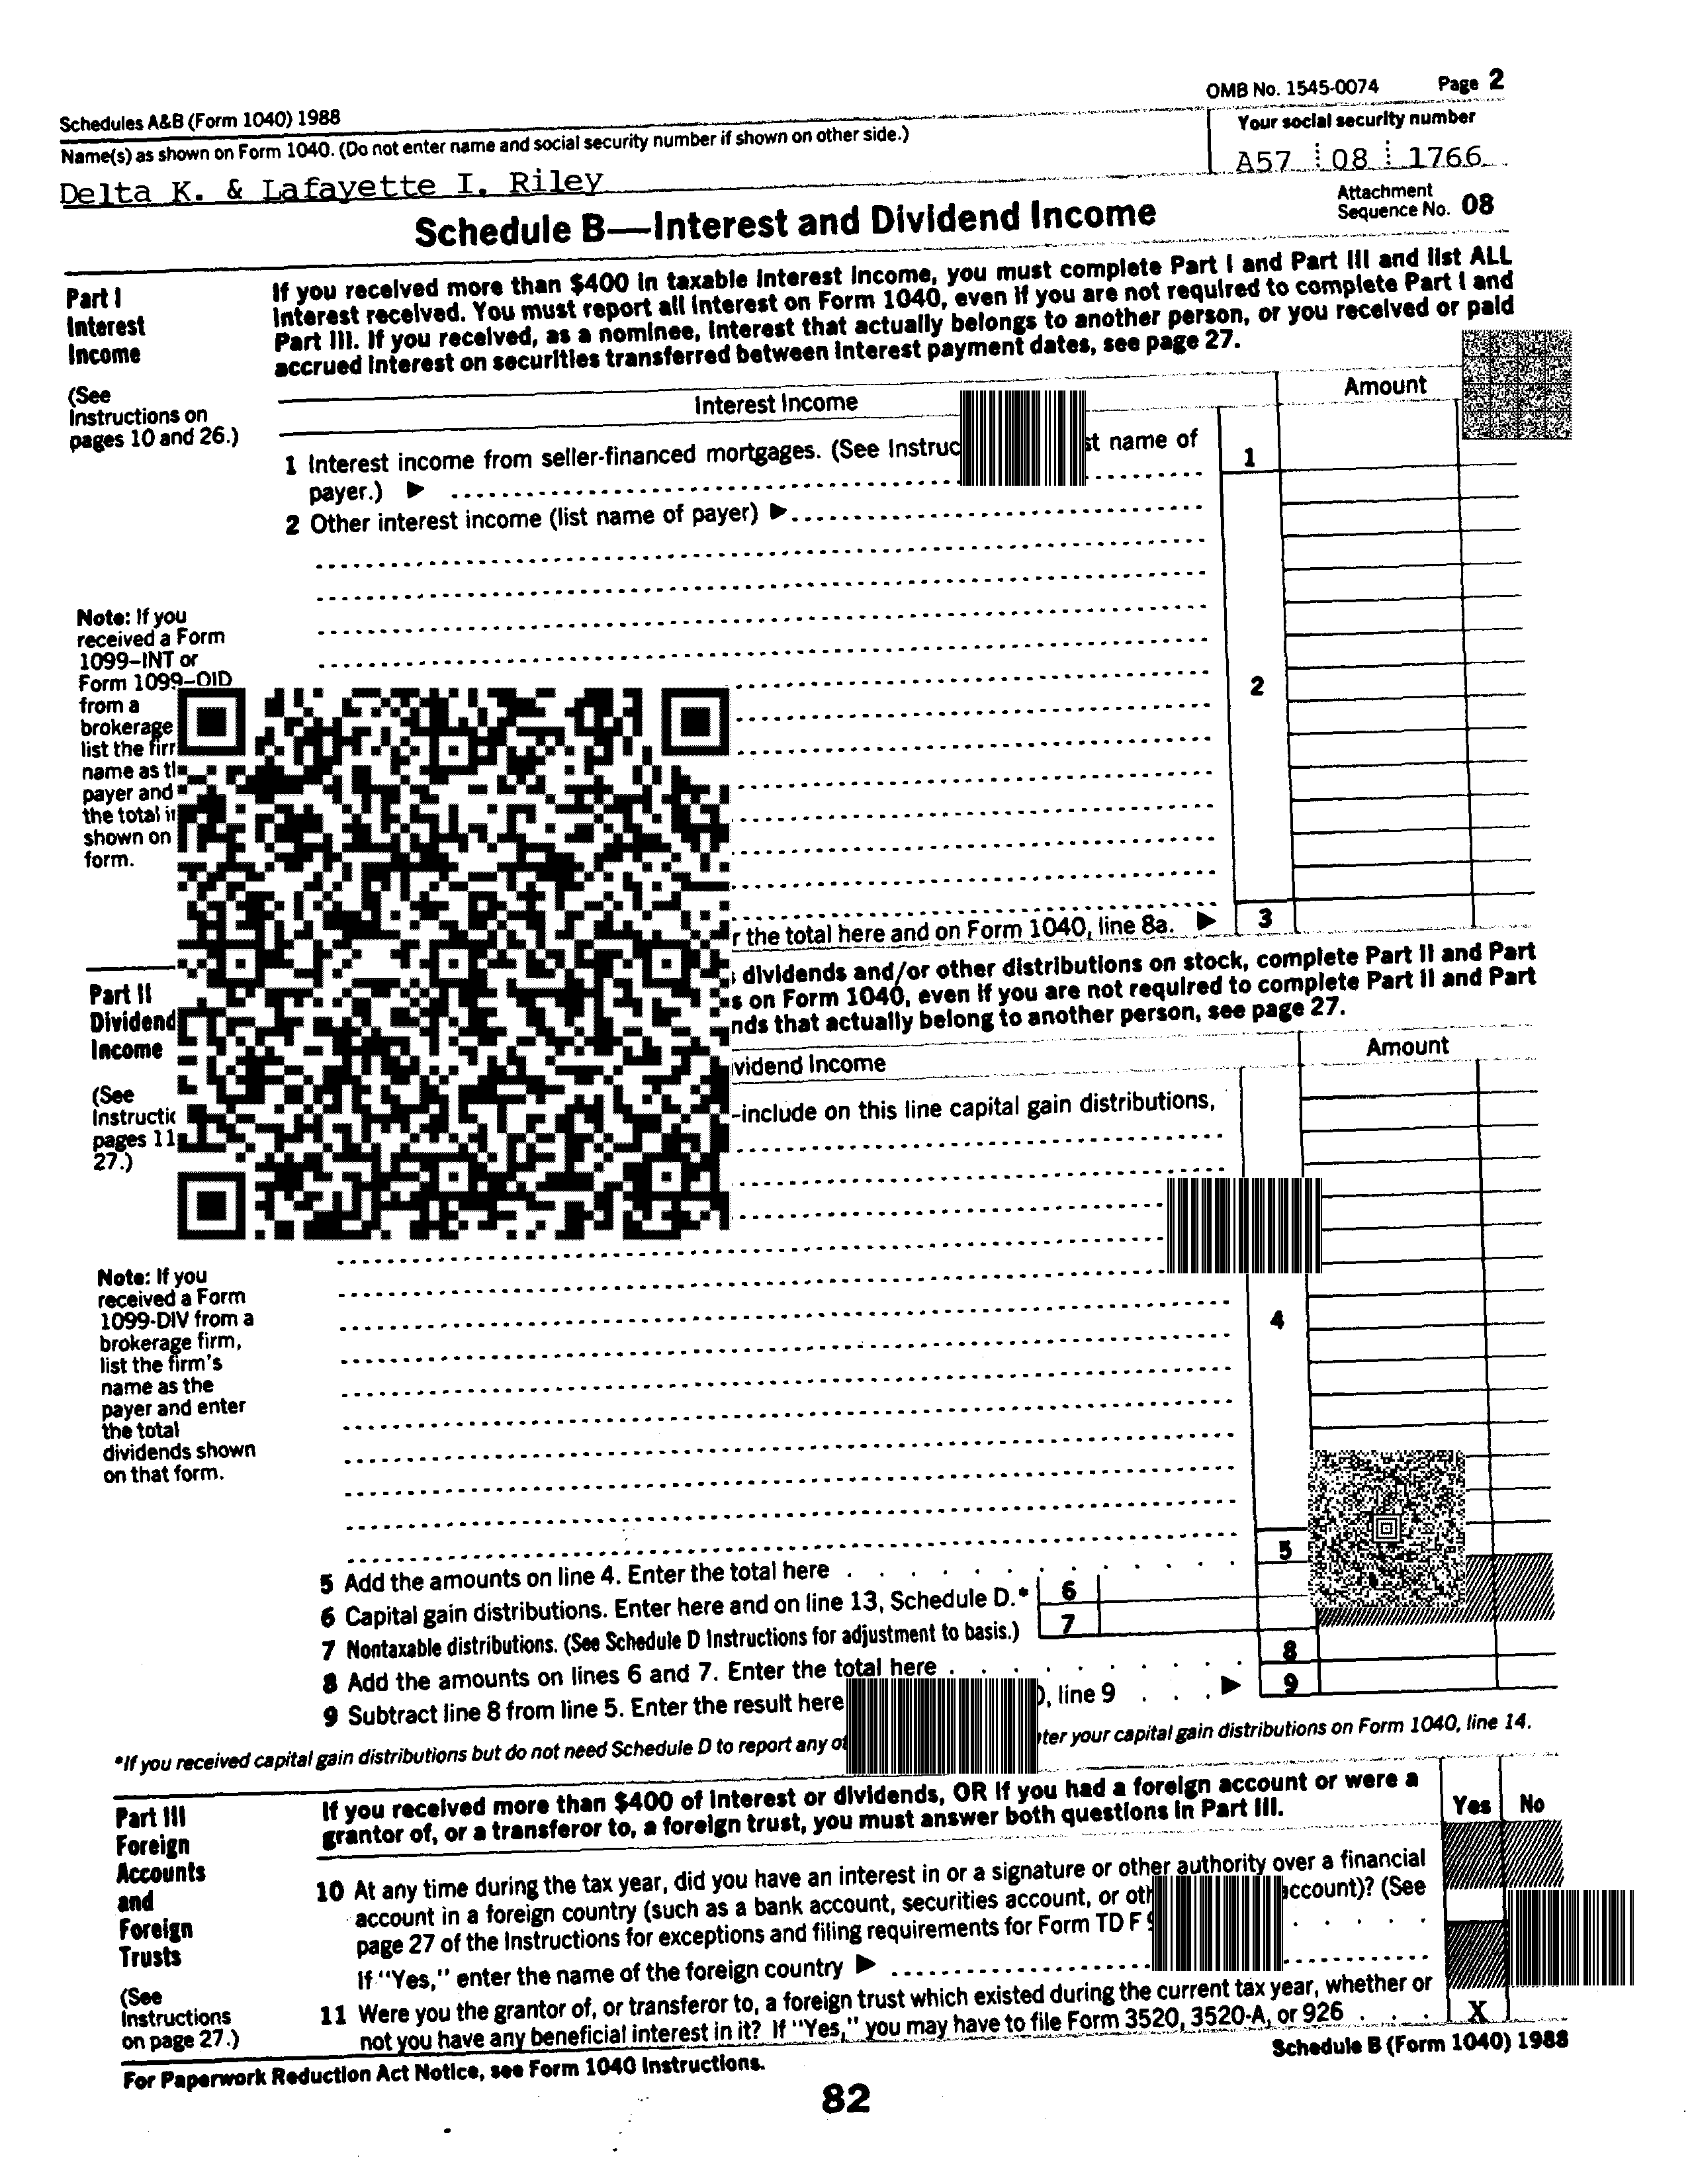 OMB No. 1545-0074 Page 2
Schedules A&B (Form 1040) 1988
Name(s) as shown on Form 1040. (Do not enter name and social security number if shown on other side.)
Your social security number
Delta K. & Lafayette I. Riley
A57 08 1766
Schedule B—Interest and Dividend Income
Attachment
Sequence No. 08
Part I
Interest
Income
(See
Instructions on
pages 10 and 26.)
If you received more than $400 in taxable interest income, you must complete Part I and Part III and list ALL
interest received. You must report all interest on Form 1040, even if you are not required to complete Part I and
Part III. If you received, as a nominee, interest that actually belongs to another person, or you received or paid
accrued interest on securities transferred between interest payment dates, see page 27.
Interest Income
Amount
1 Interest income from seller-financed mortgages. (See name of
payer.) ▶
1
2 Other interest income (list name of payer) ▶
Note: If you
received a Form
1099–INT or
Form 1099–OID
from a
brokerage
list the
name as
payer and
the total
shown on
form.
2
the total here and on Form 1040, line 8a. ▶ 3
Part II
Dividend
Income
(See
pages 11
27.)
dividends and/or other distributions on stock, complete Part II and Part
on Form 1040, even if you are not required to complete Part II and Part
that actually belong to another person, see page 27.
Income
Amount
–include on this line capital gain distributions,
Note: If you
received a Form
1099-DIV from a
brokerage firm,
list the firm's
name as the
payer and enter
the total
dividends shown
on that form.
4
5 Add the amounts on line 4. Enter the total here . . . 5
6 Capital gain distributions. Enter here and on line 13, Schedule D.* 6
7 Nontaxable distributions. (See Schedule D Instructions for adjustment to basis.) 7
8 Add the amounts on lines 6 and 7. Enter the total here . . . 8
9 Subtract line 8 from line 5. Enter the result here line 9 . . . ▶ 9
*If you received capital gain distributions but do not need Schedule D to report any your capital gain distributions on Form 1040, line 14.
Part III
Foreign
Accounts
and
Foreign
Trusts
(See
Instructions
on page 27.)
If you received more than $400 of interest or dividends, OR if you had a foreign account or were a
grantor of, or a transferor to, a foreign trust, you must answer both questions in Part III.
Yes No
10 At any time during the tax year, did you have an interest in or a signature or other authority over a financial
account in a foreign country (such as a bank account, securities account, or account)? (See
page 27 of the Instructions for exceptions and filing requirements for Form TD F
If "Yes," enter the name of the foreign country ▶
11 Were you the grantor of, or transferor to, a foreign trust which existed during the current tax year, whether or
not you have any beneficial interest in it? If "Yes," you may have to file Form 3520, 3520-A, or 926 . . . X
For Paperwork Reduction Act Notice, see Form 1040 Instructions.
Schedule B (Form 1040) 1988
82